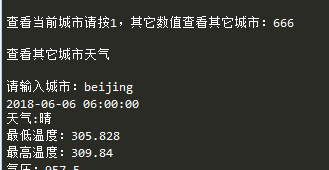 查看当前城市请按1，其它数值查看其它城市：666
查看其它城市天气
请输入城市：beijing
2018-06-06 06:00:00
天气:晴
最低温度：305.828
最高温度：309.84
气压：957.5